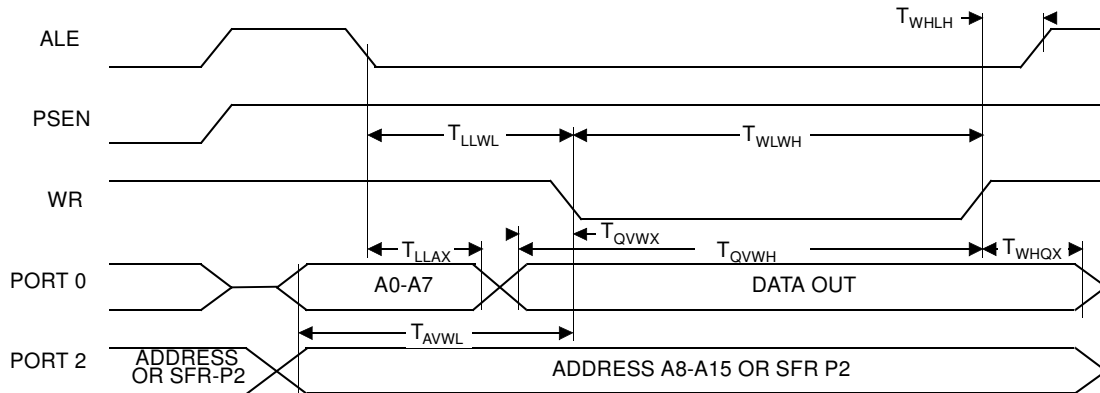 ALE
T_WHLH
PSEN
T_LLWL
T_WLWH
WR
T_QVWX
T_LLAX
T_QVWH
T_WHQX
PORT 0
A0-A7
DATA OUT
T_AVWL
PORT 2
ADDRESS
OR SFR-P2
ADDRESS A8-A15 OR SFR P2